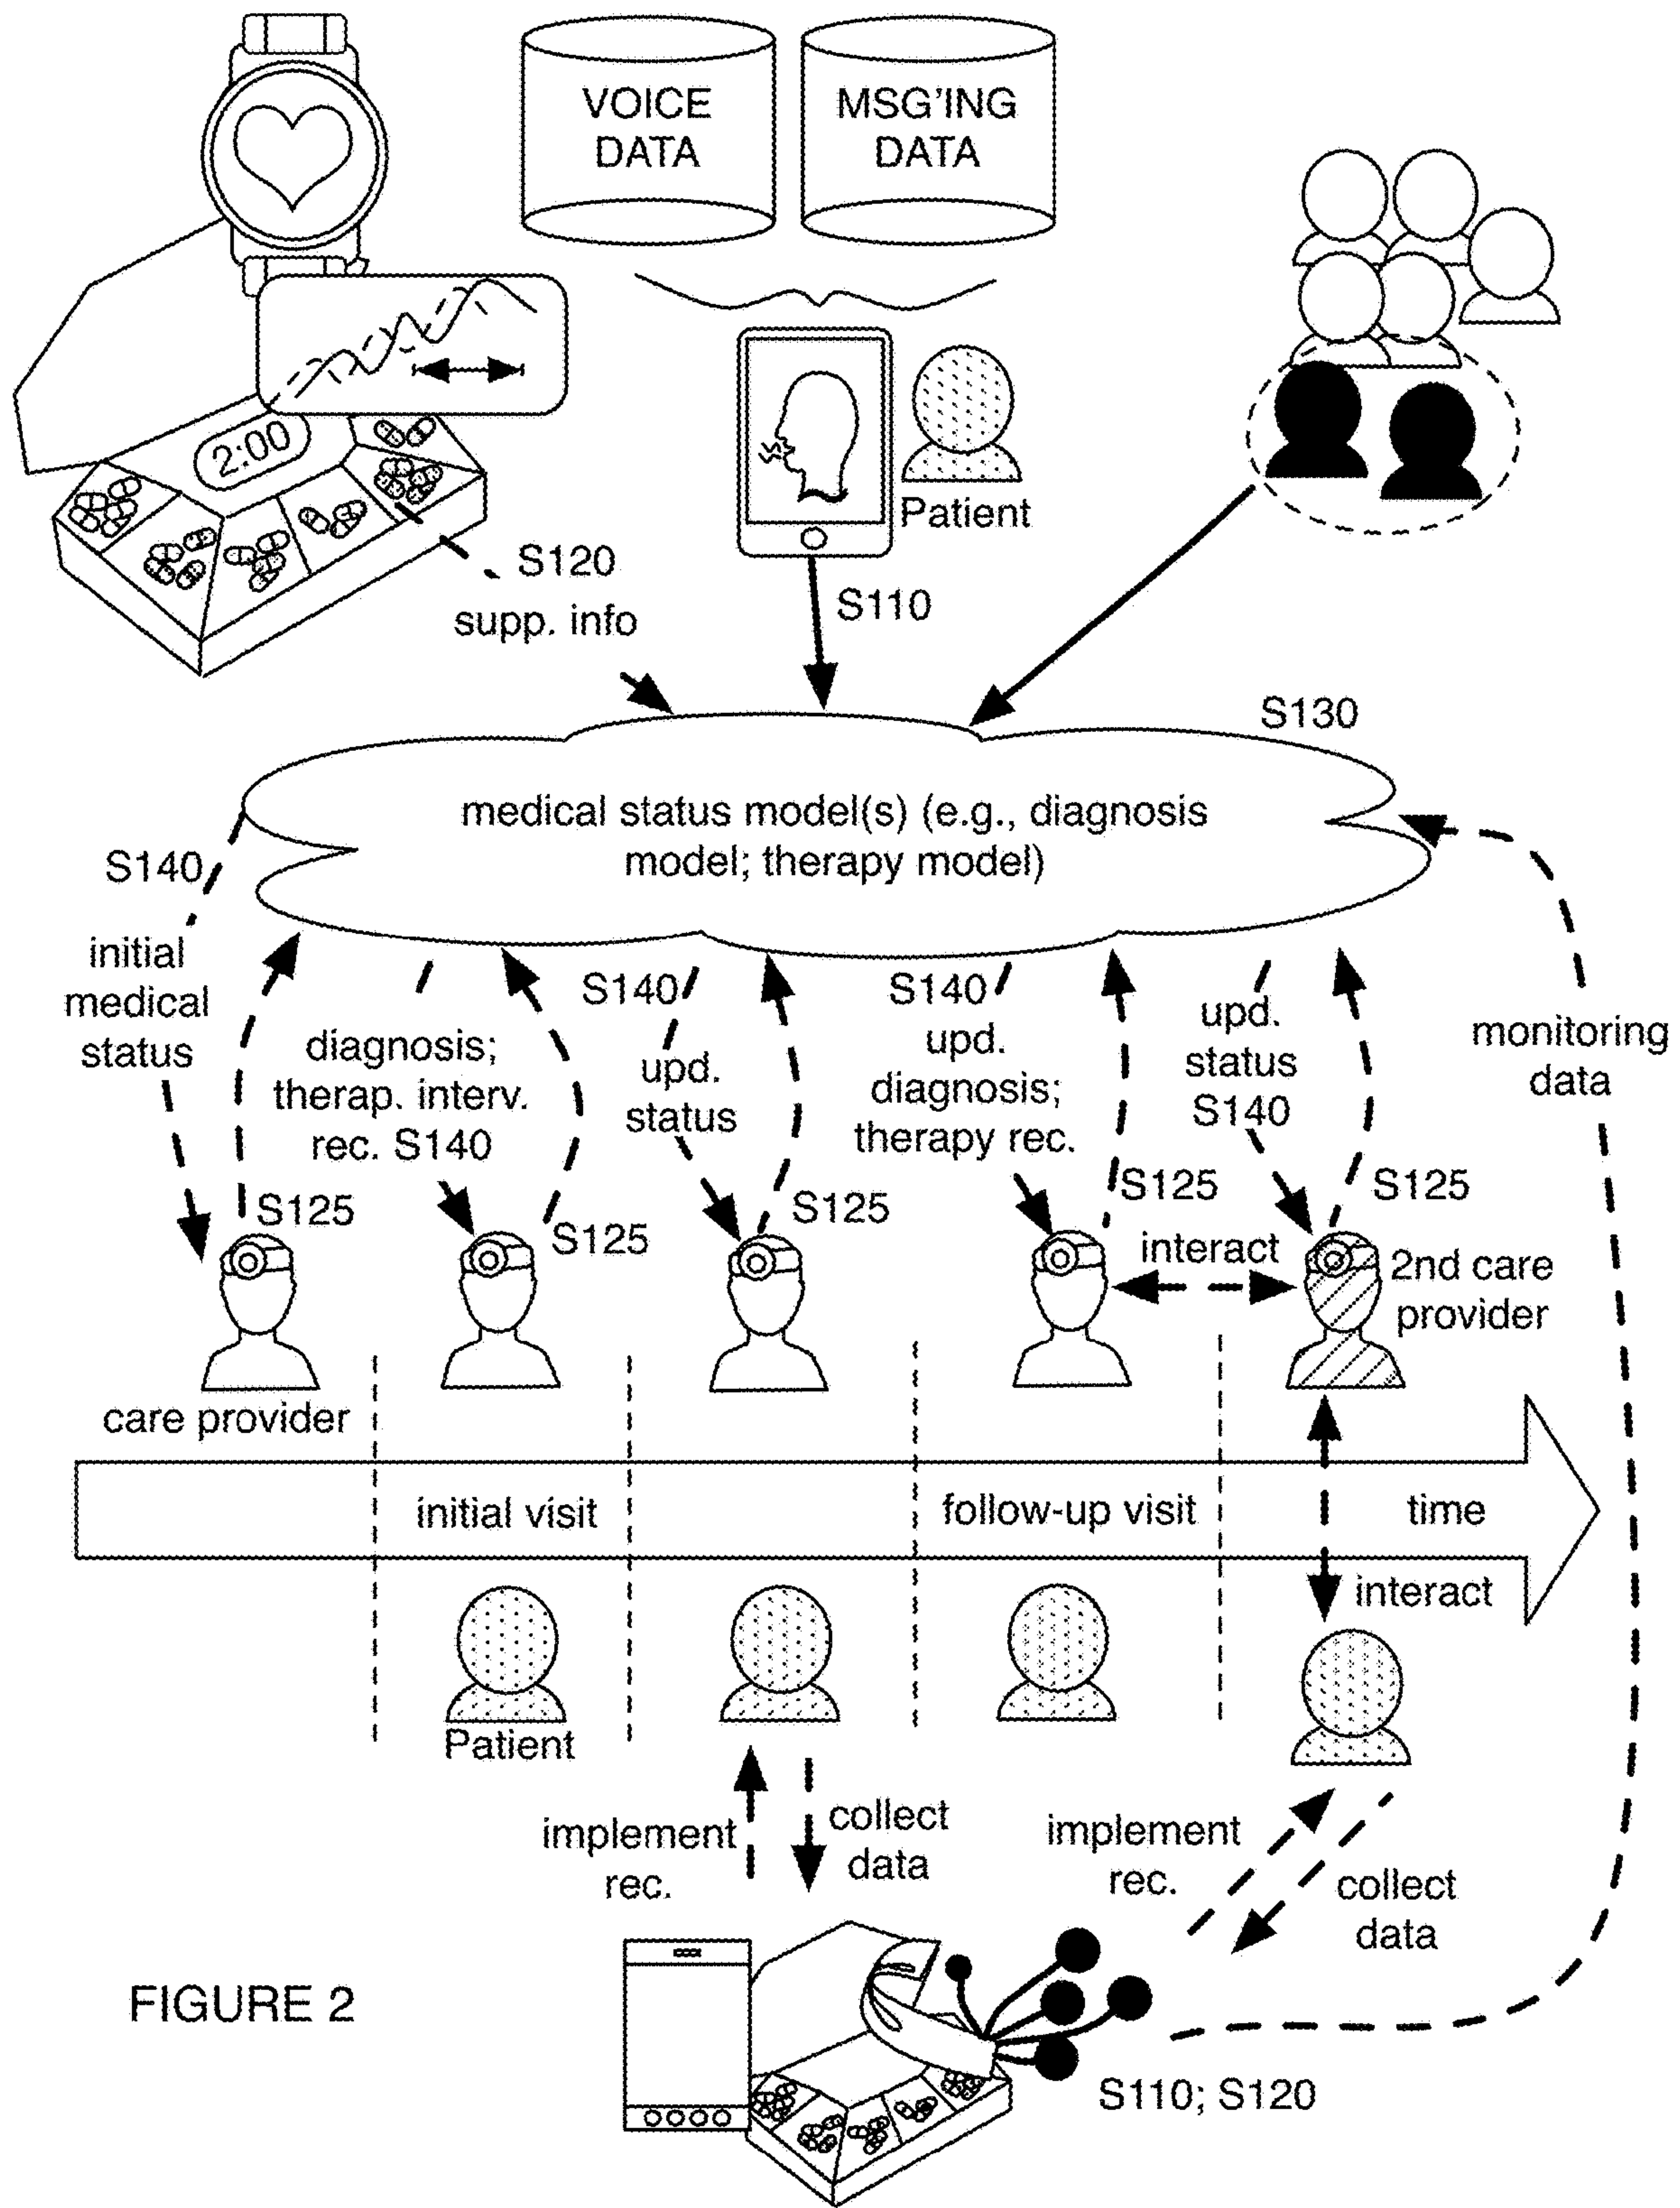 VOICE
DATA
MSG'ING
DATA
2:00
Patient
S120
supp. info
S110
S130
medical status model(s) (e.g., diagnosis
model; therapy model)
S140
initial
medical
status
diagnosis;
therap. interv.
rec. S140
S140
upd.
status
S140
upd.
diagnosis;
therapy rec.
upd.
status
S140
monitoring
data
S125
S125
S125
S125
S125
interact
2nd care
provider
care provider
initial visit
follow-up visit
time
interact
Patient
implement
rec.
collect
data
implement
rec.
collect
data
FIGURE 2
S110; S120